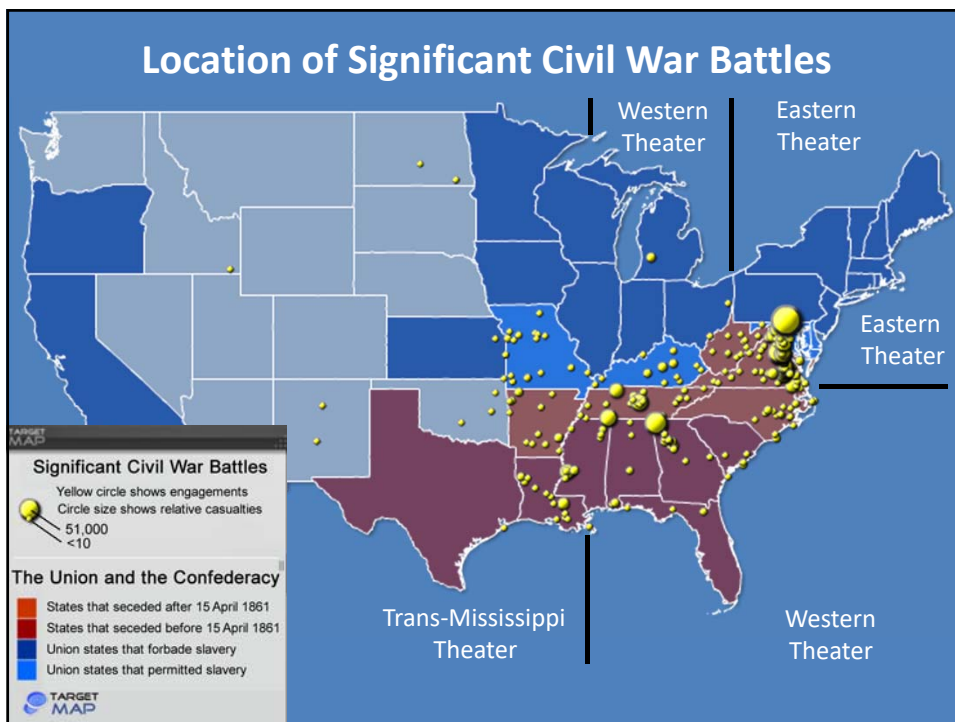 Location of Significant Civil War Battles
Western
Theater
Eastern
Theater
Eastern
Theater
TARGET
MAP
Significant Civil War Battles
Yellow circle shows engagements
Circle size shows relative casualties
51,000
<10
The Union and the Confederacy
States that seceded after 15 April 1861
States that seceded before 15 April 1861
Union states that forbade slavery
Union states that permitted slavery
TARGET
MAP
Trans-Mississippi
Theater
Western
Theater